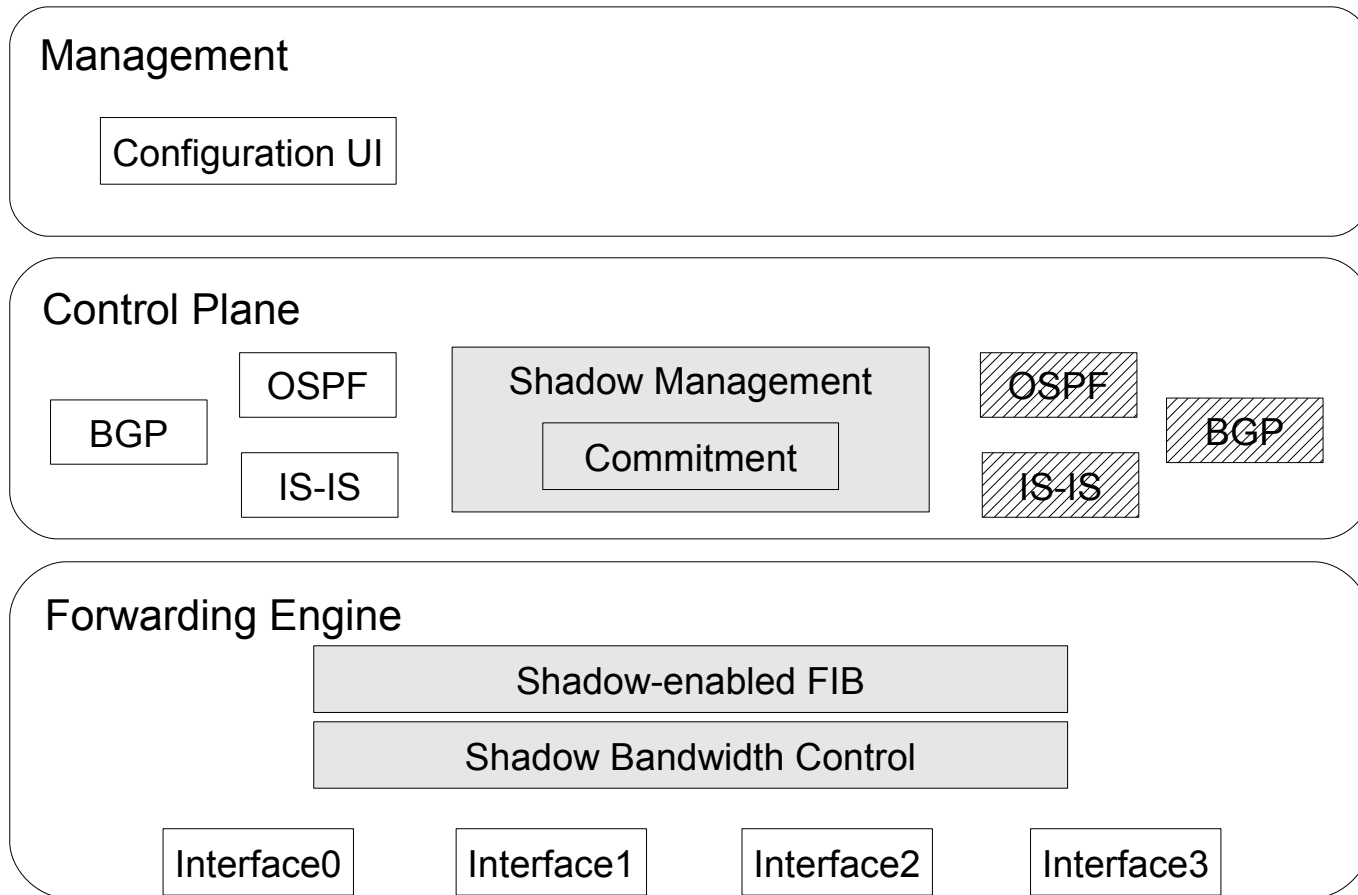 Management
Configuration UI
Control Plane
OSPF
Shadow Management
OSPF
BGP
Commitment
BGP
IS-IS
IS-IS
Forwarding Engine
Shadow-enabled FIB
Shadow Bandwidth Control
Interface0
Interface1
Interface2
Interface3